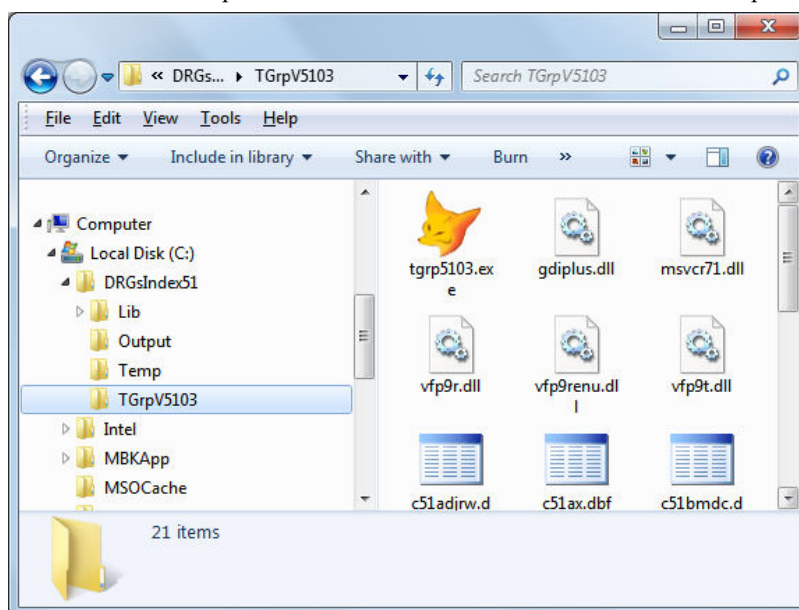 « DRGs... ▸ TGrpV5103
Search TGrpV5103
File Edit View Tools Help
Organize Include in library Share with Burn »
Computer
Local Disk (C:)
DRGsIndex51
Lib
Output
Temp
TGrpV5103
Intel
MBKApp
MSOCache
tgrp5103.ex
e
gdiplus.dll
msvcr71.dll
vfp9r.dll
vfp9renu.dl
l
vfp9t.dll
c51adjrw.d
c51ax.dbf
c51bmdc.d
21 items